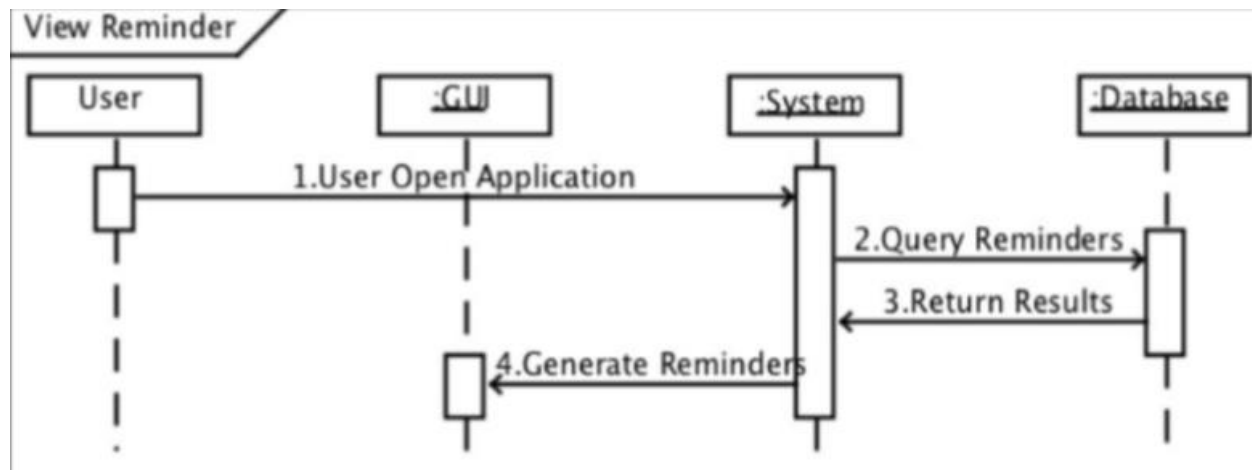 View Reminder
User
:GUI
:System
:Database
1.User Open Application
2.Query Reminders
3.Return Results
4.Generate Reminders